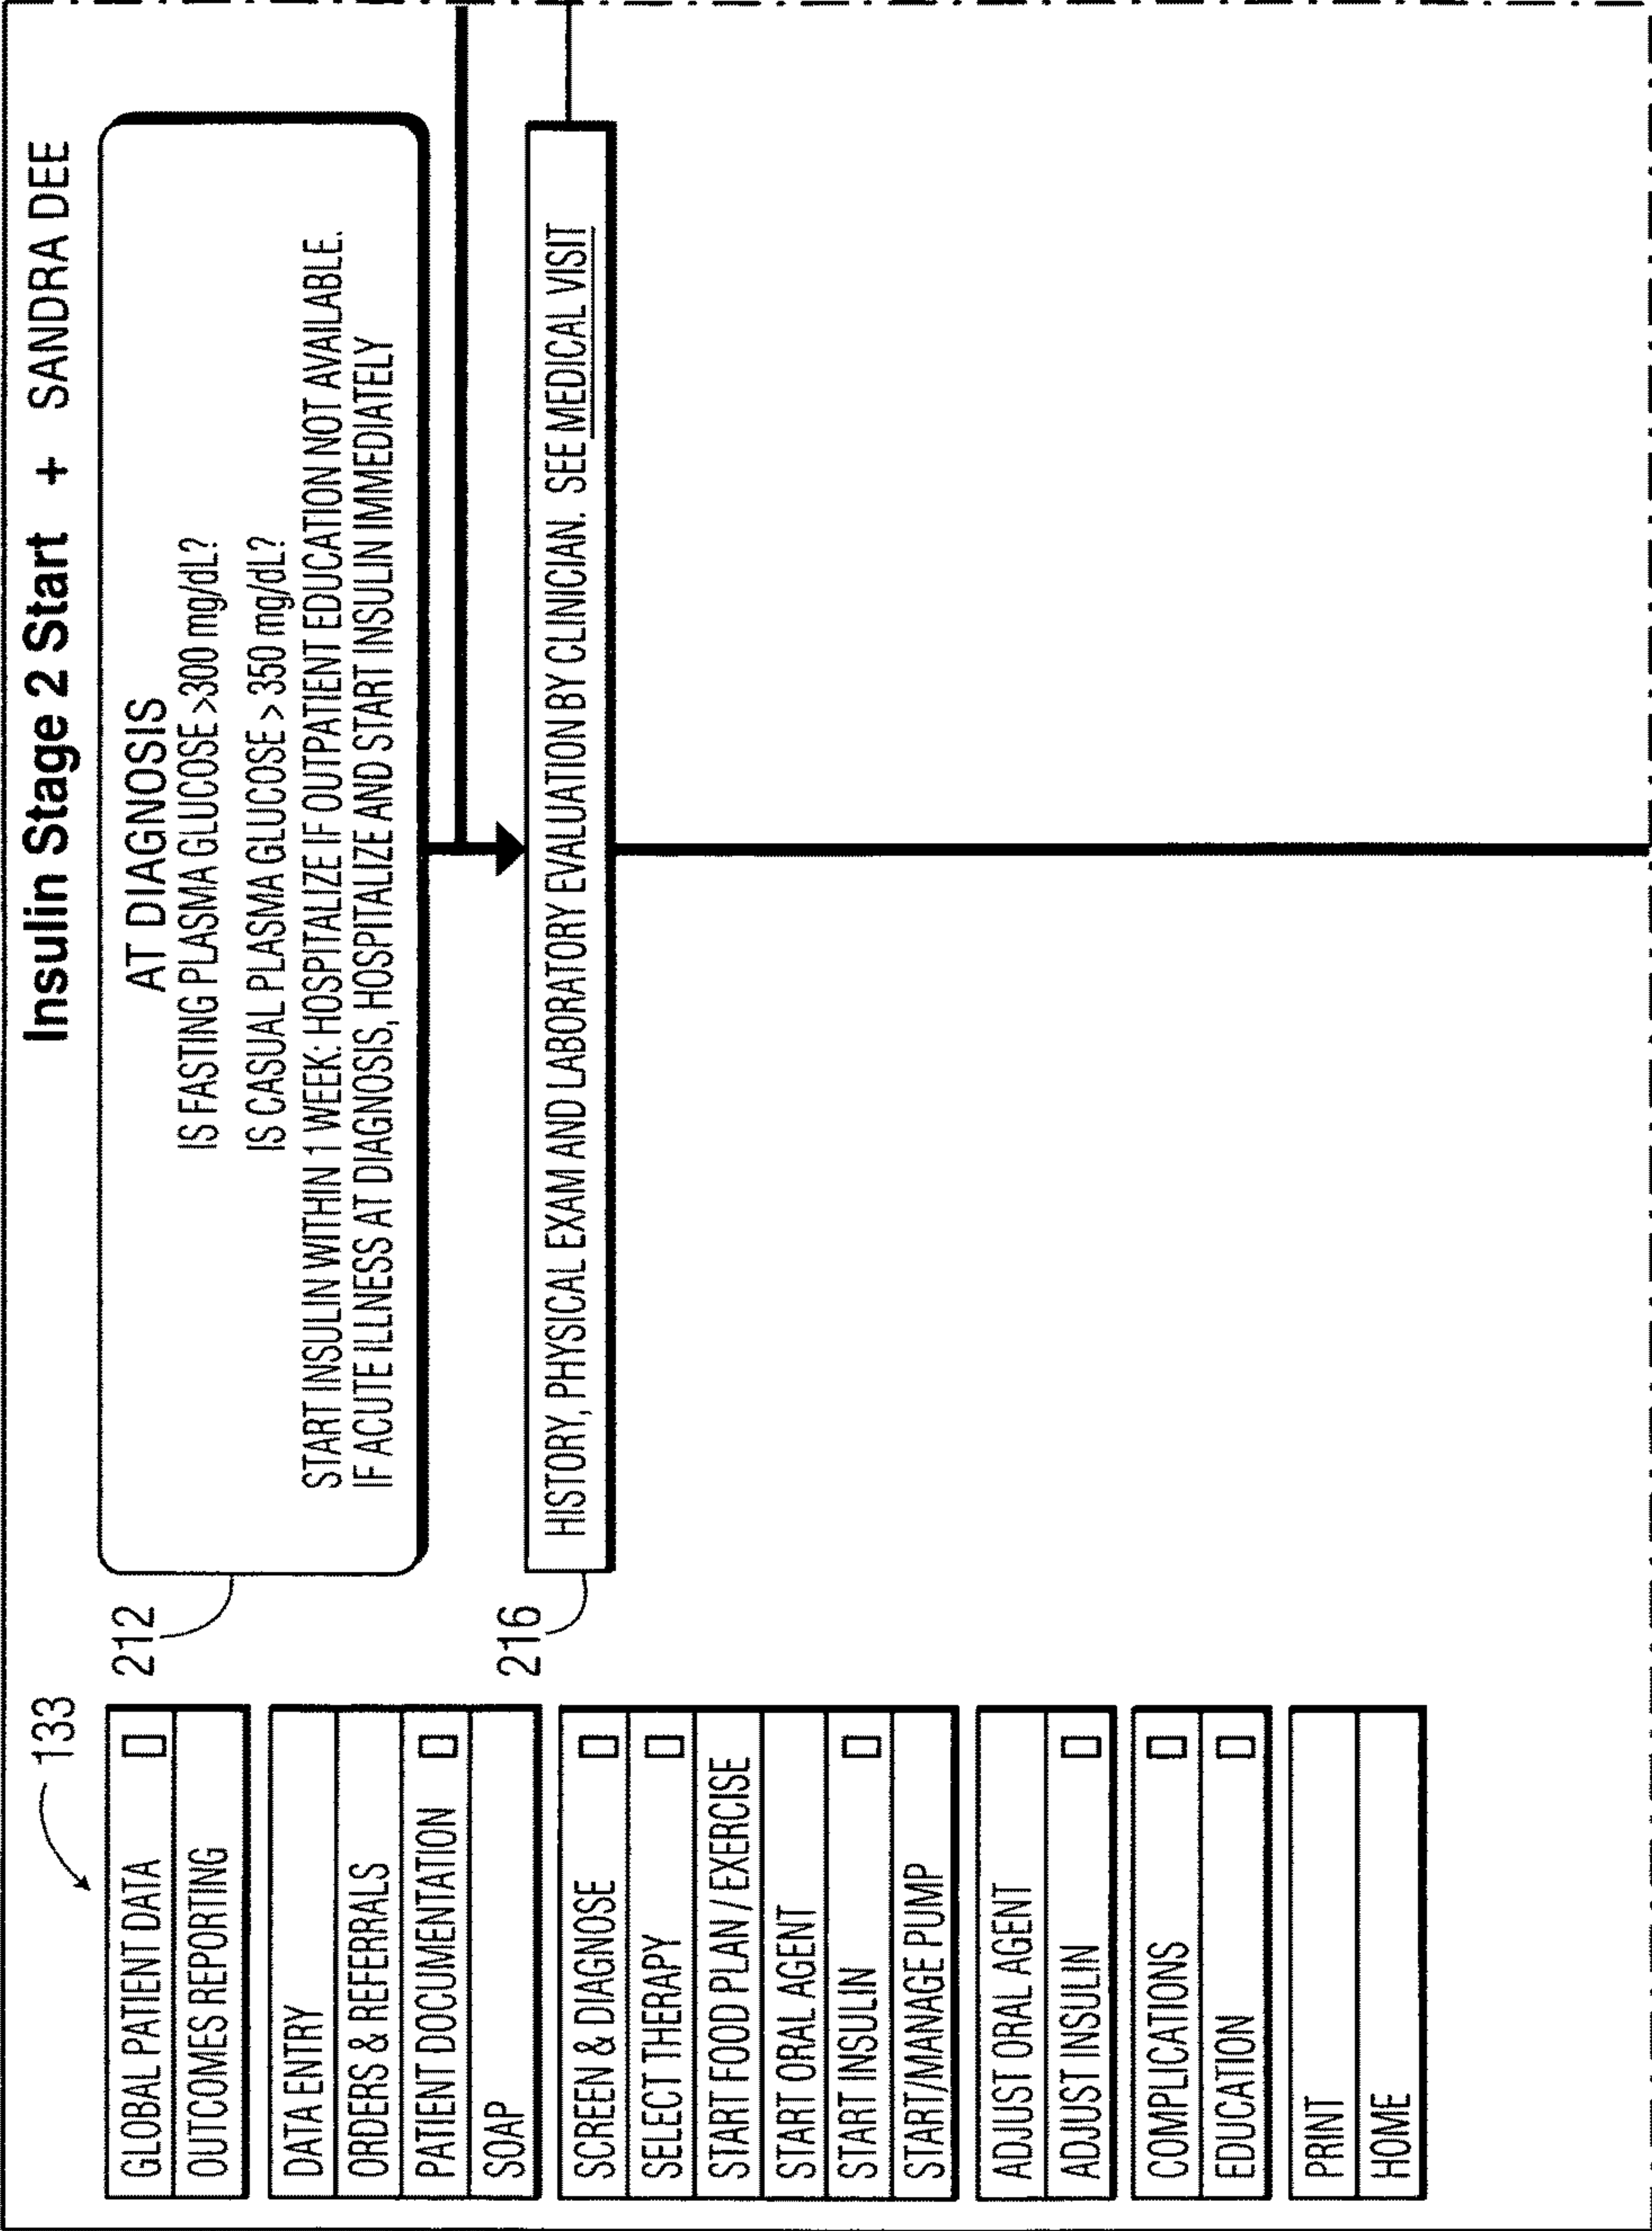 Insulin Stage 2 Start + SANDRA DEE
133
GLOBAL PATIENT DATA
OUTCOMES REPORTING
DATA ENTRY
ORDERS & REFERRALS
PATIENT DOCUMENTATION
SOAP
SCREEN & DIAGNOSE
SELECT THERAPY
START FOOD PLAN / EXERCISE
START ORAL AGENT
START INSULIN
START/MANAGE PUMP
ADJUST ORAL AGENT
ADJUST INSULIN
COMPLICATIONS
EDUCATION
PRINT
HOME
212
AT DIAGNOSIS
IS FASTING PLASMA GLUCOSE >300 mg/dL?
IS CASUAL PLASMA GLUCOSE > 350 mg/dL?
START INSULIN WITHIN 1 WEEK: HOSPITALIZE IF OUTPATIENT EDUCATION NOT AVAILABLE.
IF ACUTE ILLNESS AT DIAGNOSIS, HOSPITALIZE AND START INSULIN IMMEDIATELY
216
HISTORY, PHYSICAL EXAM AND LABORATORY EVALUATION BY CLINICIAN. SEE MEDICAL VISIT